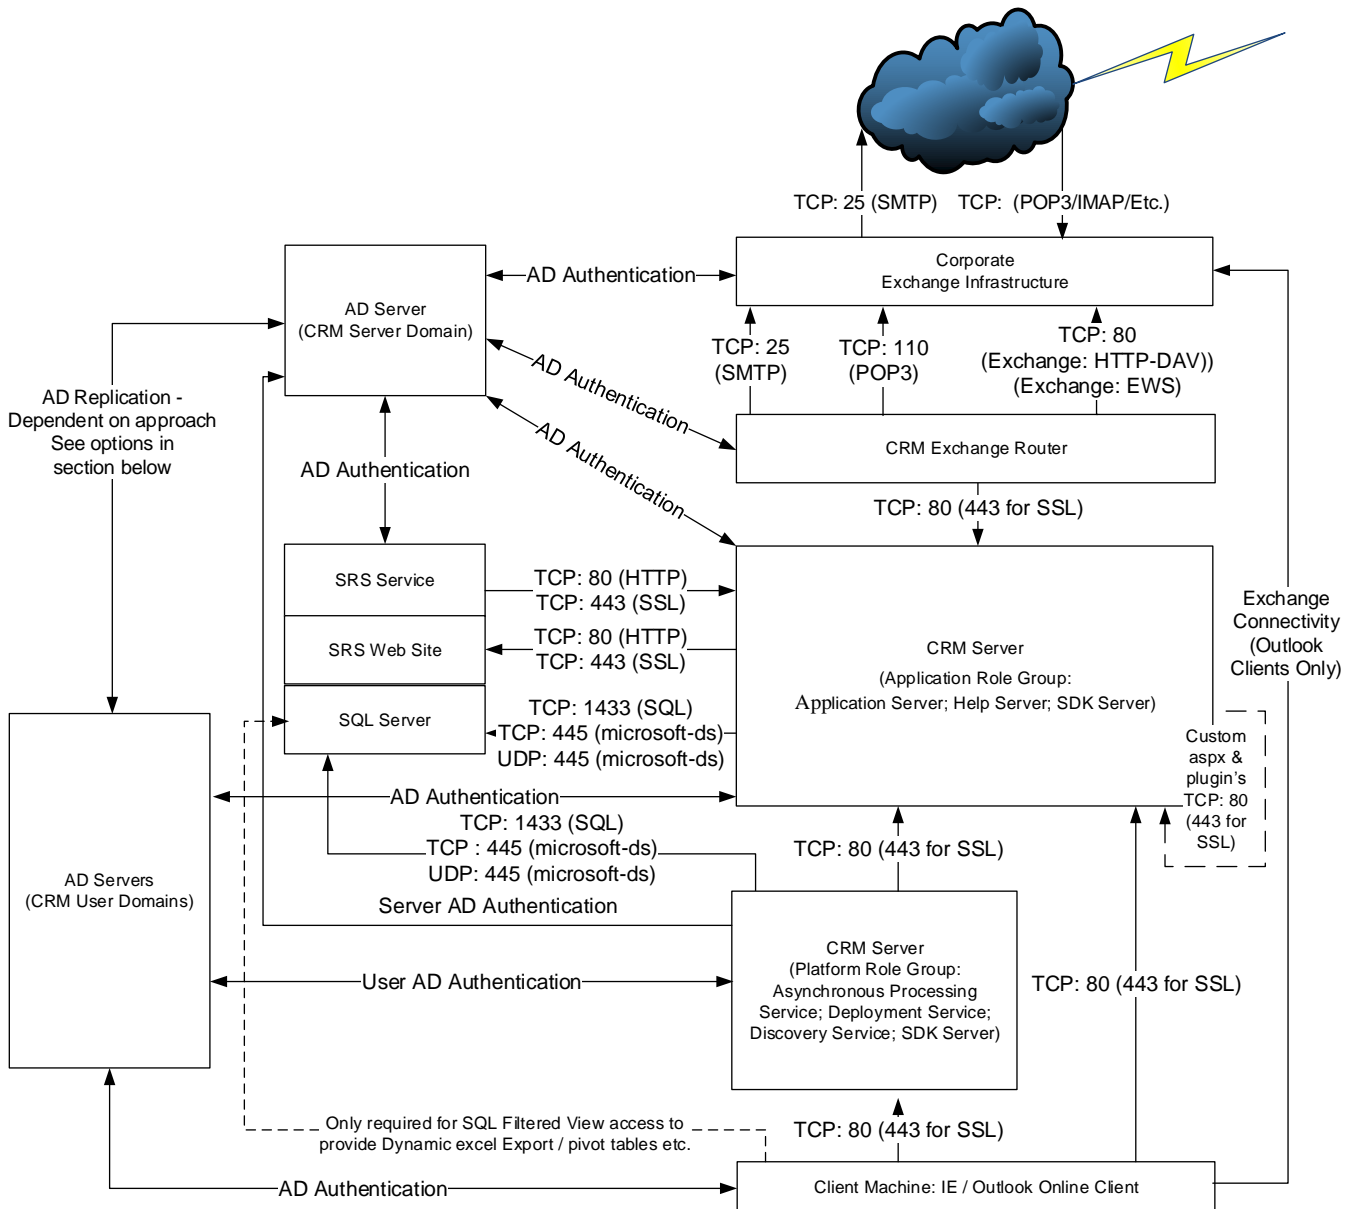 TCP: 25 (SMTP)
TCP:  (POP3/IMAP/Etc.)
Corporate
Exchange Infrastructure
AD Authentication
AD Server
(CRM Server Domain)
TCP: 25
(SMTP)
TCP: 110
(POP3)
TCP: 80
(Exchange: HTTP-DAV))
(Exchange: EWS)
AD Authentication
AD Replication -
Dependent on approach
See options in
section below
CRM Exchange Router
AD Authentication
AD Authentication
TCP: 80 (443 for SSL)
SRS Service
TCP: 80 (HTTP)
TCP: 443 (SSL)
SRS Web Site
TCP: 80 (HTTP)
TCP: 443 (SSL)
CRM Server
(Application Role Group:
Application Server; Help Server; SDK Server)
Exchange
Connectivity
(Outlook
Clients Only)
SQL Server
TCP: 1433 (SQL)
TCP: 445 (microsoft-ds)
UDP: 445 (microsoft-ds)
Custom
aspx &
plugin's
TCP: 80
(443 for
SSL)
AD Authentication
TCP: 1433 (SQL)
TCP : 445 (microsoft-ds)
UDP: 445 (microsoft-ds)
TCP: 80 (443 for SSL)
AD Servers
(CRM User Domains)
Server AD Authentication
CRM Server
(Platform Role Group:
Asynchronous Processing
Service; Deployment Service;
Discovery Service; SDK Server)
User AD Authentication
TCP: 80 (443 for SSL)
Only required for SQL Filtered View access to
provide Dynamic excel Export / pivot tables etc.
TCP: 80 (443 for SSL)
AD Authentication
Client Machine: IE / Outlook Online Client